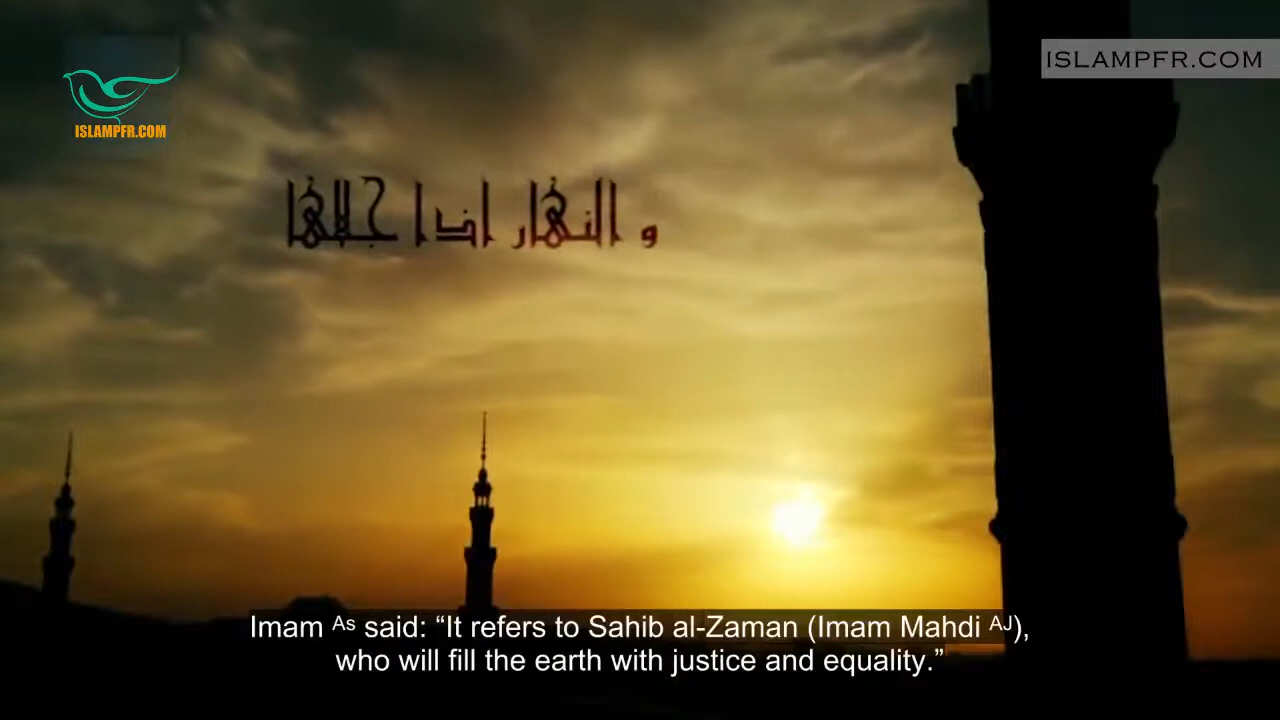 ISLAMPFR.COM
ISLAMPFR.COM
و النهار اذا جلاها
Imam As said: “It refers to Sahib al-Zaman (Imam Mahdi AJ),
who will fill the earth with justice and equality.”